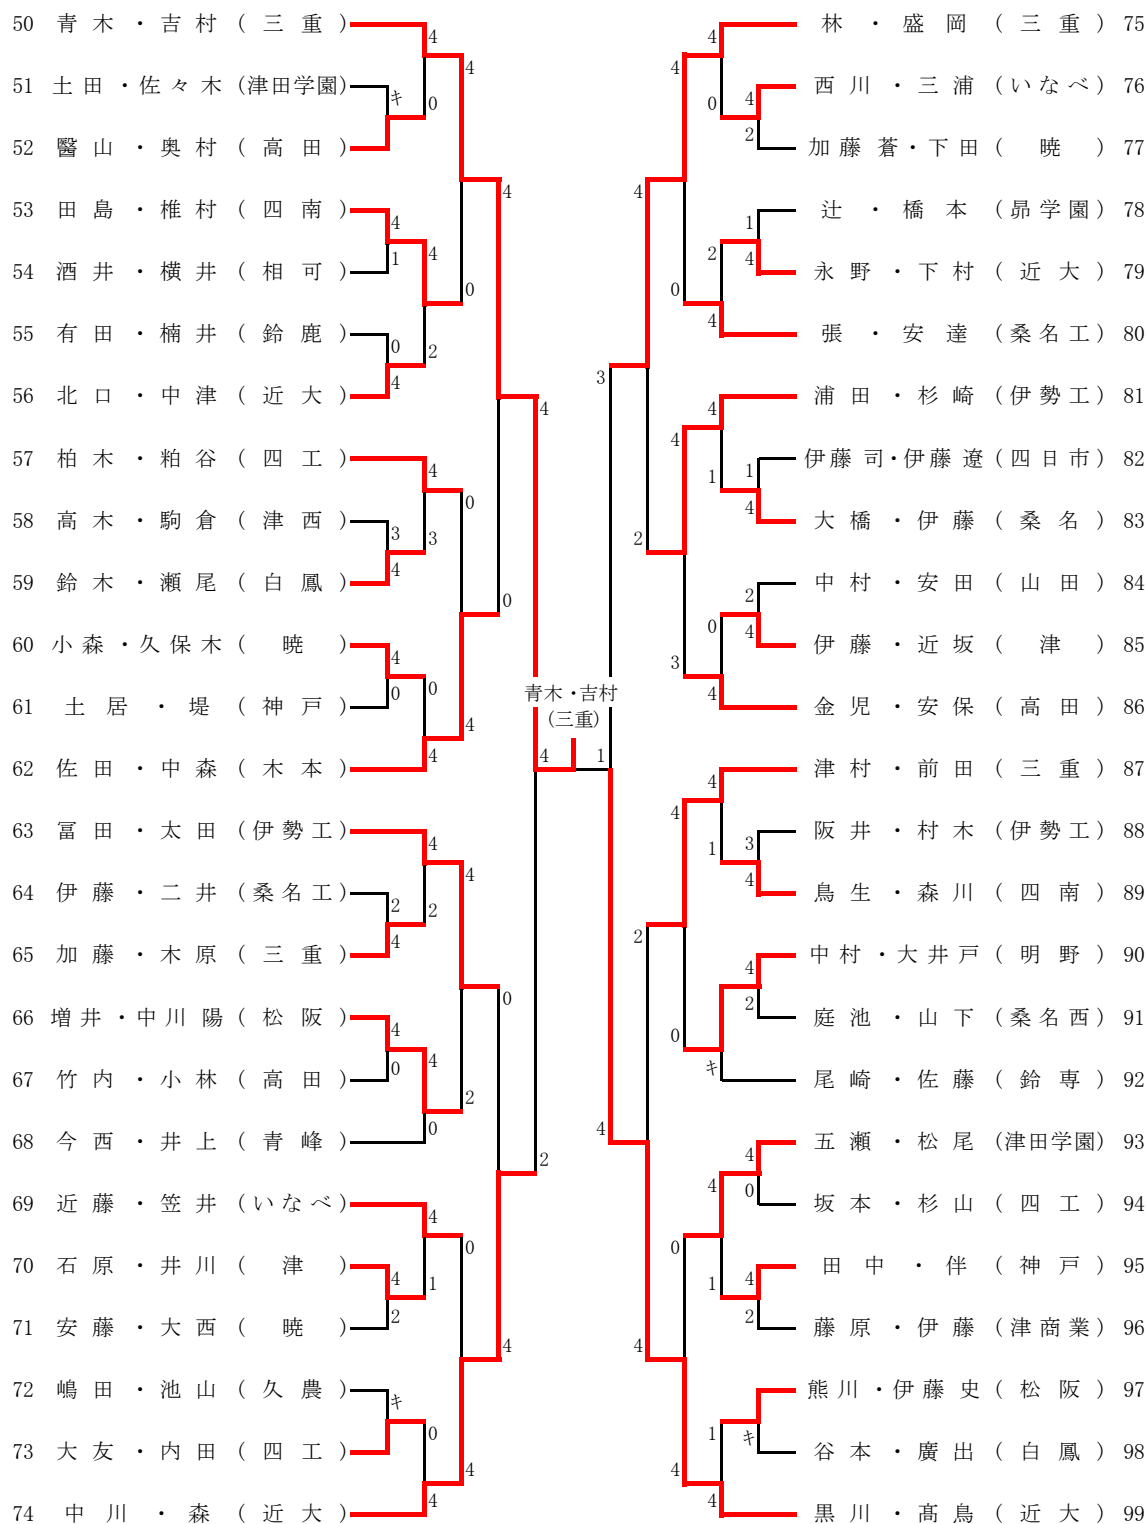 50 青木・吉村(三重)
51 土田・佐々木(津田学園)
52 醫山・奥村(高田)
53 田島・椎村(四南)
54 酒井・横井(相可)
55 有田・楠井(鈴鹿)
56 北口・中津(近大)
57 柏木・粕谷(四工)
58 高木・駒倉(津西)
59 鈴木・瀬尾(白鳳)
60 小森・久保木(暁)
61 土居・堤(神戸)
62 佐田・中森(木本)
63 冨田・太田(伊勢工)
64 伊藤・二井(桑名工)
65 加藤・木原(三重)
66 増井・中川陽(松阪)
67 竹内・小林(高田)
68 今西・井上(青峰)
69 近藤・笠井(いなべ)
70 石原・井川(津)
71 安藤・大西(暁)
72 嶋田・池山(久農)
73 大友・内田(四工)
74 中川・森(近大)
4
キ
0
4
4
1
4
0
4
2
0
4
4
3
4
3
0
4
0
0
4
4
0
4
2
4
2
4
4
0
4
0
2
0
4
4
2
1
0
キ
0
4
4
4
2
青木・吉村
(三重)
4 1
林・盛岡(三重) 75
西川・三浦(いなべ) 76
加藤蒼・下田(暁) 77
辻・橋本(昴学園) 78
永野・下村(近大) 79
張・安達(桑名工) 80
浦田・杉崎(伊勢工) 81
伊藤司・伊藤遼(四日市) 82
大橋・伊藤(桑名) 83
中村・安田(山田) 84
伊藤・近坂(津) 85
金児・安保(高田) 86
津村・前田(三重) 87
阪井・村木(伊勢工) 88
鳥生・森川(四南) 89
中村・大井戸(明野) 90
庭池・山下(桑名西) 91
尾崎・佐藤(鈴専) 92
五瀬・松尾(津田学園) 93
坂本・杉山(四工) 94
田中・伴(神戸) 95
藤原・伊藤(津商業) 96
熊川・伊藤史(松阪) 97
谷本・廣出(白鳳) 98
黒川・髙鳥(近大) 99
4
4
0
4
2
4
1
2
4
0
4
3
4
4
1
1
4
2
2
0
4
3
4
4
4
1
3
4
2
4
2
0
キ
4
4
4
0
0
1
4
2
4
1
キ
4
4